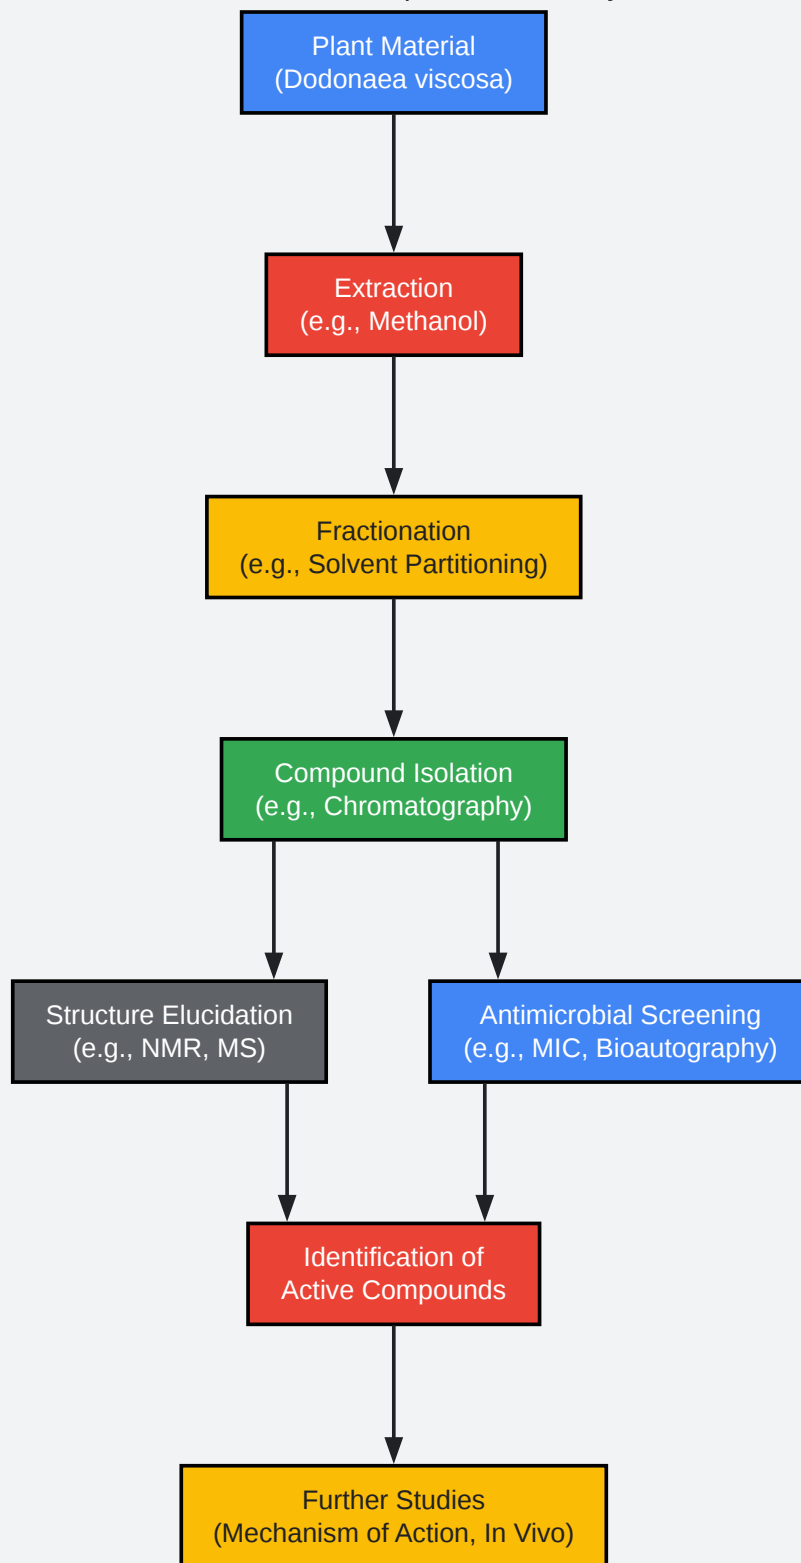 Plant Material
(Dodonaea viscosa)
Extraction
(e.g., Methanol)
Fractionation
(e.g., Solvent Partitioning)
Compound Isolation
(e.g., Chromatography)
Structure Elucidation
(e.g., NMR, MS)
Antimicrobial Screening
(e.g., MIC, Bioautography)
Identification of
Active Compounds
Further Studies
(Mechanism of Action, In Vivo)